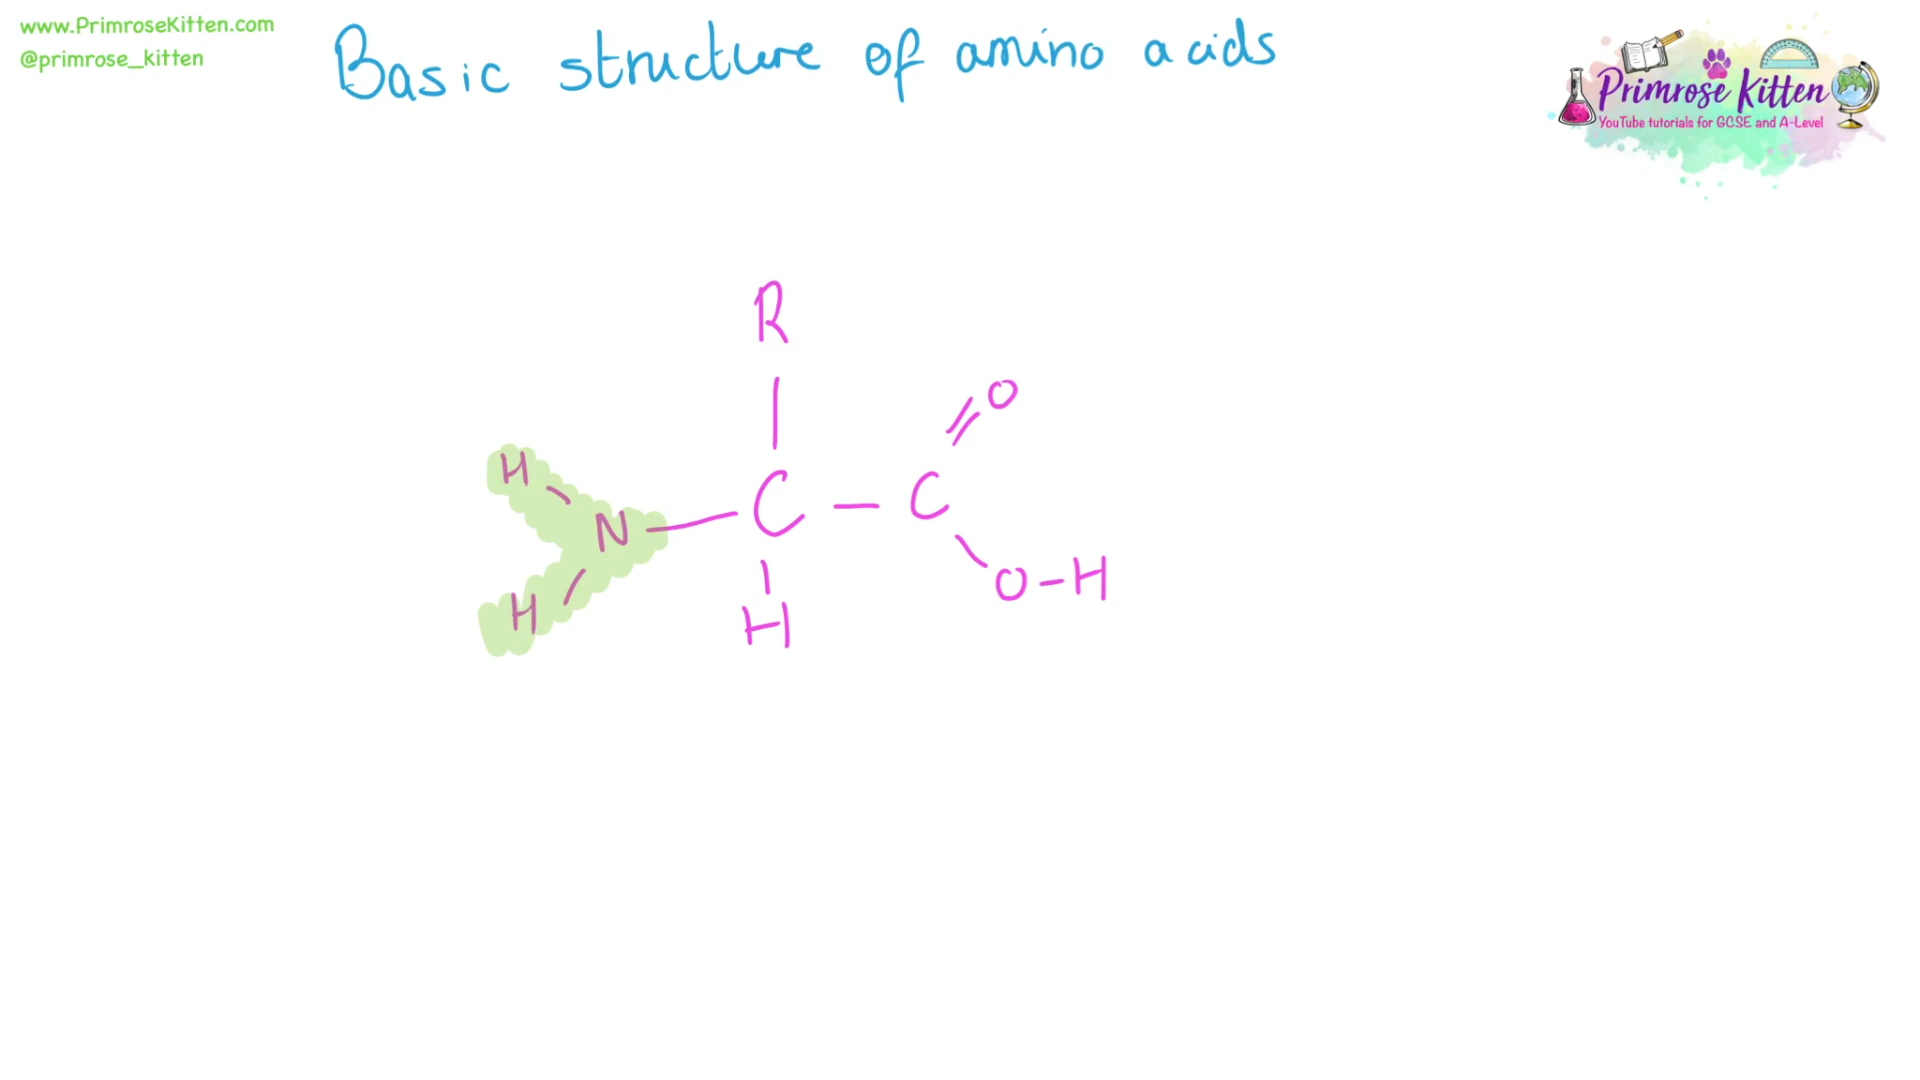 www.PrimroseKitten.com
@primrose_kitten
Basic structure of amino acids
Primrose Kitten
YouTube tutorials for GCSE and A-Level
R
O
H
N
C
C
H
H
O-H